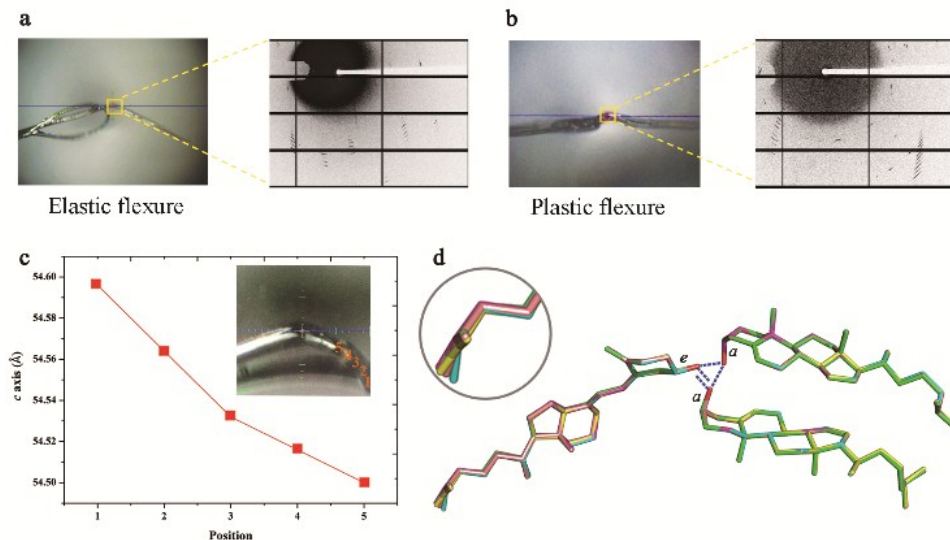 a
b
Elastic flexure
Plastic flexure
c
d
54.60
54.58
54.56
54.54
54.52
54.50
c axis (Å)
1
2
3
4
5
Position
e
a
a